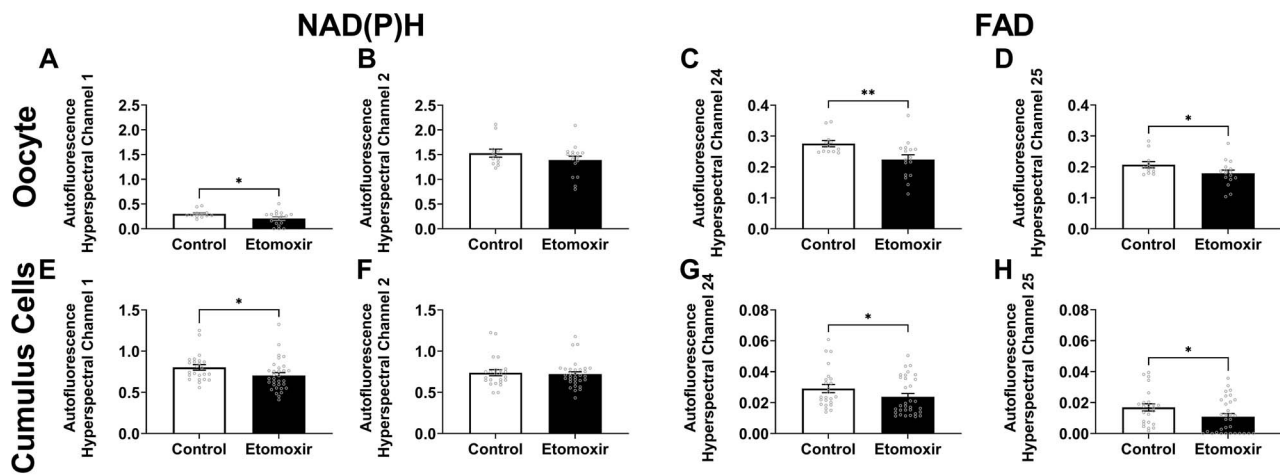 NAD(P)H
FAD
Oocyte
A
Autofluorescence
Hyperspectral Channel 1
2.5
2.0
1.5
1.0
0.5
0.0
*
Control Etomoxir
B
Autofluorescence
Hyperspectral Channel 2
2.5
2.0
1.5
1.0
0.5
0.0
Control Etomoxir
C
Autofluorescence
Hyperspectral Channel 24
0.4
0.3
0.2
0.1
0.0
**
Control Etomoxir
D
Autofluorescence
Hyperspectral Channel 25
0.4
0.3
0.2
0.1
0.0
*
Control Etomoxir
Cumulus Cells
E
Autofluorescence
Hyperspectral Channel 1
1.5
1.0
0.5
0.0
*
Control Etomoxir
F
Autofluorescence
Hyperspectral Channel 2
1.5
1.0
0.5
0.0
Control Etomoxir
G
Autofluorescence
Hyperspectral Channel 24
0.08
0.06
0.04
0.02
0.00
*
Control Etomoxir
H
Autofluorescence
Hyperspectral Channel 25
0.08
0.06
0.04
0.02
0.00
*
Control Etomoxir